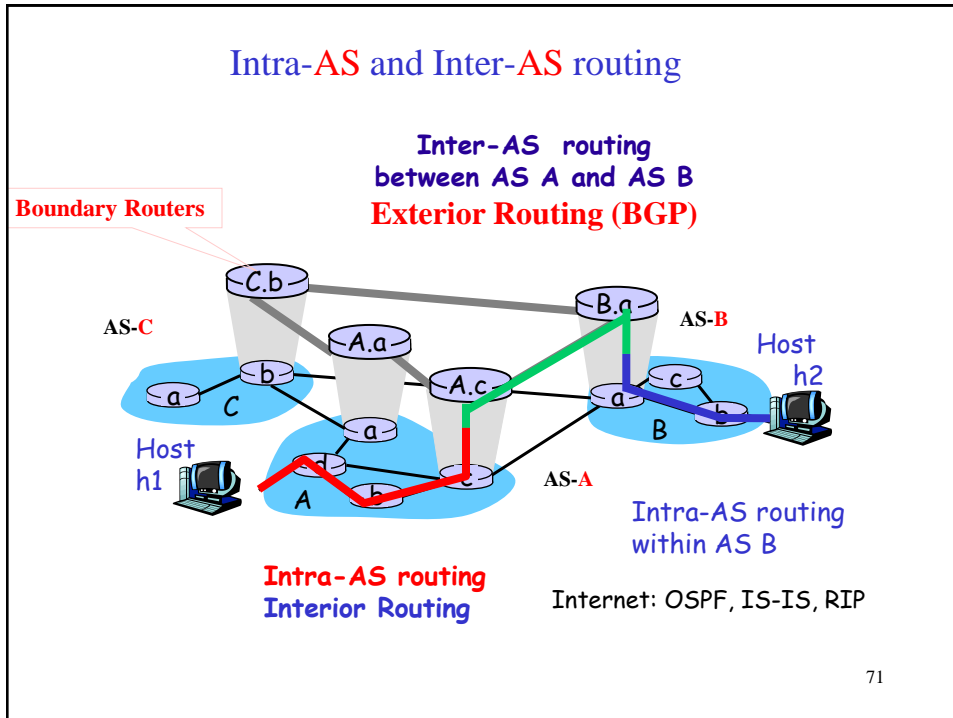 Intra-AS and Inter-AS routing
Inter-AS routing
between AS A and AS B
Exterior Routing (BGP)
Boundary Routers
C.b
B.a
AS-C
A.a
AS-B
Host
h2
A.c
b
a
C
a
a
c
b
B
Host
h1
d
A
b
c
AS-A
Intra-AS routing
within AS B
Intra-AS routing
Interior Routing
Internet: OSPF, IS-IS, RIP
71